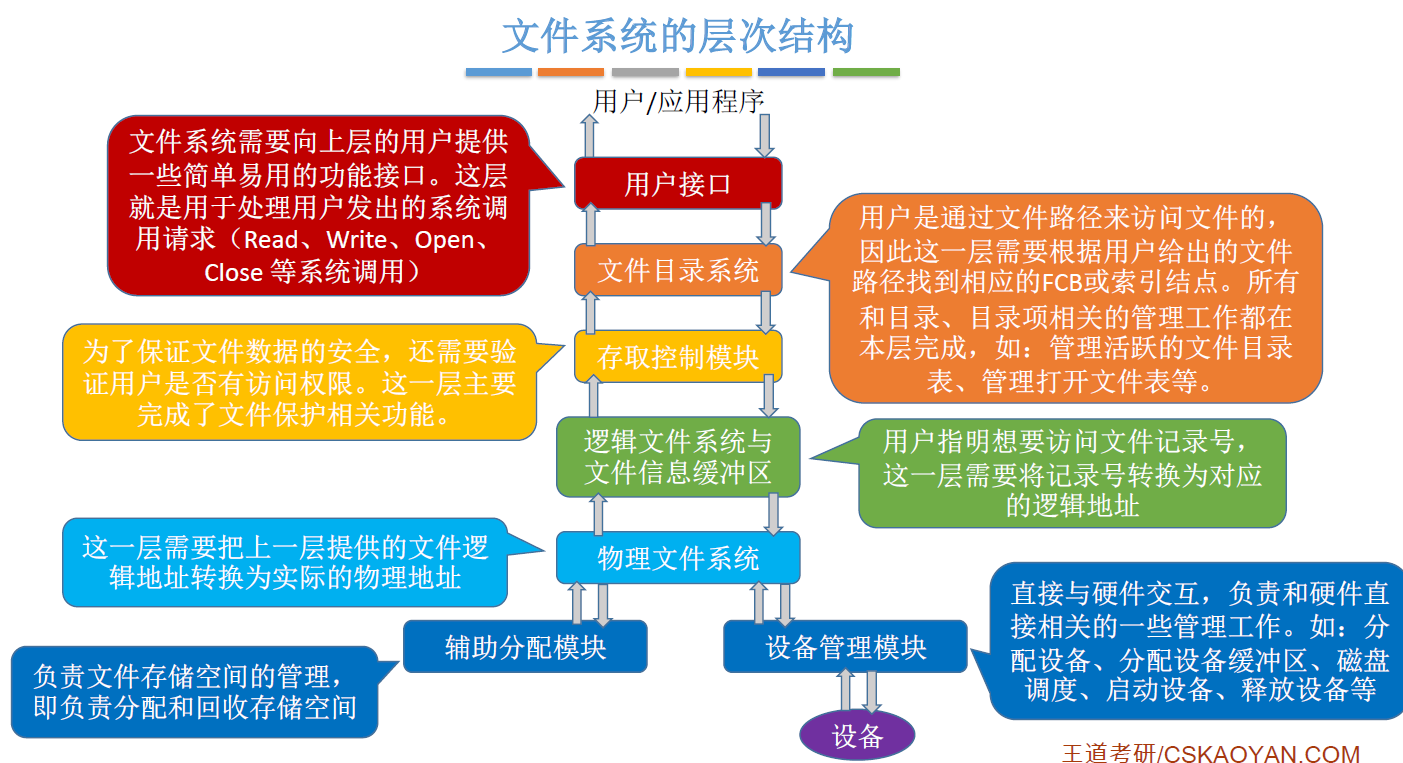 文件系统的层次结构
用户/应用程序
文件系统需要向上层的用户提供
一些简单易用的功能接口。这层
就是用于处理用户发出的系统调
用请求（Read、Write、Open、
Close 等系统调用）
用户接口
文件目录系统
用户是通过文件路径来访问文件的，
因此这一层需要根据用户给出的文件
路径找到相应的FCB或索引结点。所有
和目录、目录项相关的管理工作都在
本层完成，如：管理活跃的文件目录
表、管理打开文件表等。
为了保证文件数据的安全，还需要验
证用户是否有访问权限。这一层主要
完成了文件保护相关功能。
存取控制模块
逻辑文件系统与
文件信息缓冲区
用户指明想要访问文件记录号，
这一层需要将记录号转换为对应
的逻辑地址
这一层需要把上一层提供的文件逻
辑地址转换为实际的物理地址
物理文件系统
辅助分配模块
负责文件存储空间的管理，
即负责分配和回收存储空间
设备管理模块
直接与硬件交互，负责和硬件直
接相关的一些管理工作。如：分
配设备、分配设备缓冲区、磁盘
调度、启动设备、释放设备等
设备
王道考研/CSKAOYAN.COM